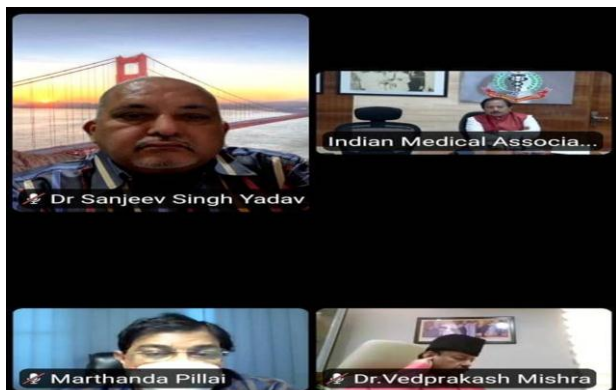 Indian Medical Associa...
Dr Sanjeev Singh Yadav
Marthanda Pillai
Dr.Vedprakash Mishra